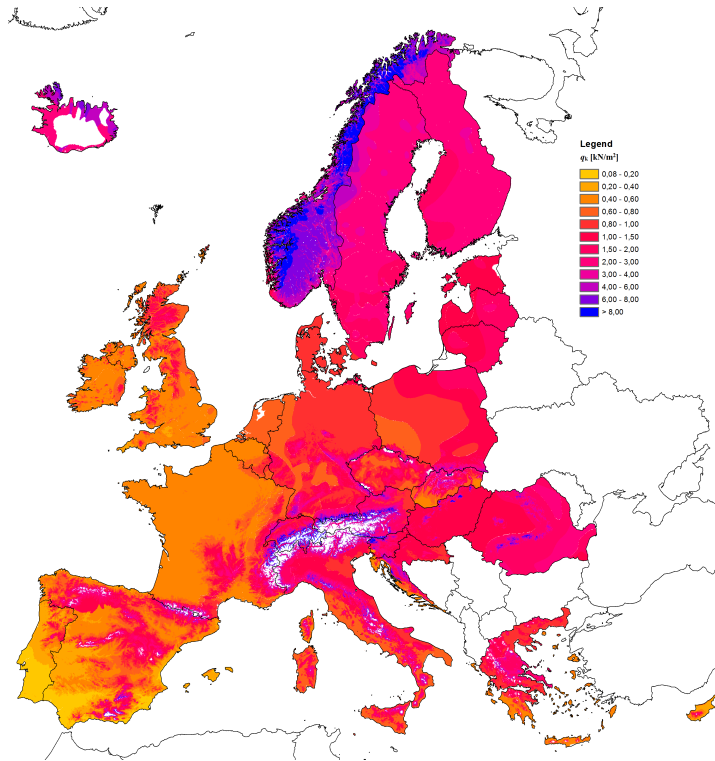 Legend
qk [kN/m²]
0,08 - 0,20
0,20 - 0,40
0,40 - 0,60
0,60 - 0,80
0,80 - 1,00
1,00 - 1,50
1,50 - 2,00
2,00 - 3,00
3,00 - 4,00
4,00 - 6,00
6,00 - 8,00
> 8,00